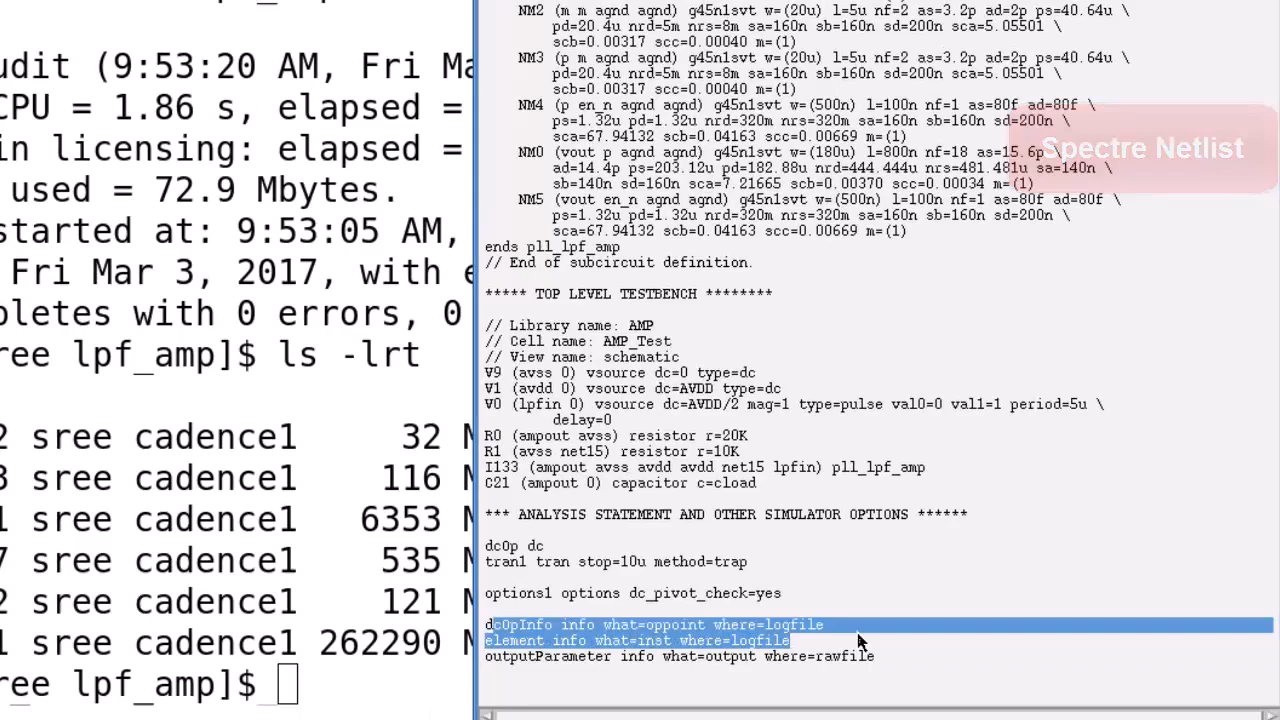 udit (9:53:20 AM, Fri Ma
CPU = 1.86 s, elapsed =
in licensing: elapsed =
used = 72.9 Mbytes.
started at: 9:53:05 AM,
Fri Mar 3, 2017, with e
pletes with 0 errors, 0
ree lpf_amp]$ ls -lrt
2 sree cadence1 32
3 sree cadence1 116
1 sree cadence1 6353
7 sree cadence1 535
2 sree cadence1 121
1 sree cadence1 262290
ree lpf_amp]$
NM2 (m m agnd agnd) g45n1svt w=(20u) l=5u nf=2 as=3.2p ad=2p ps=40.64u \
pd=20.4u nrd=5m nrs=8m sa=160n sb=160n sd=200n sca=5.05501 \
scb=0.00317 scc=0.00040 m=(1)
NM3 (p m agnd agnd) g45n1svt w=(20u) l=5u nf=2 as=3.2p ad=2p ps=40.64u \
pd=20.4u nrd=5m nrs=8m sa=160n sb=160n sd=200n sca=5.05501 \
scb=0.00317 scc=0.00040 m=(1)
NM4 (p en_n agnd agnd) g45n1svt w=(500n) l=100n nf=1 as=80f ad=80f \
ps=1.32u pd=1.32u nrd=320m nrs=320m sa=160n sb=160n sd=200n \
sca=67.94132 scb=0.04163 scc=0.00669 m=(1)
NM0 (vout p agnd agnd) g45n1svt w=(180u) l=800n nf=18 as=15.6p
ad=14.4p ps=203.12u pd=182.88u nrd=444.444u nrs=481.481u sa=140n \
sb=140n sd=160n sca=7.21665 scb=0.00370 scc=0.00034 m=(1)
NM5 (vout en_n agnd agnd) g45n1svt w=(500n) l=100n nf=1 as=80f ad=80f \
ps=1.32u pd=1.32u nrd=320m nrs=320m sa=160n sb=160n sd=200n \
sca=67.94132 scb=0.04163 scc=0.00669 m=(1)
ends pll_lpf_amp
// End of subcircuit definition.
***** TOP LEVEL TESTBENCH ********
// Library name: AMP
// Cell name: AMP_Test
// View name: schematic
V9 (avss 0) vsource dc=0 type=dc
V1 (avdd 0) vsource dc=AVDD type=dc
V0 (lpfin 0) vsource dc=AVDD/2 mag=1 type=pulse val0=0 val1=1 period=5u \
delay=0
R0 (ampout avss) resistor r=20K
R1 (avss net15) resistor r=10K
I133 (ampout avss avdd avdd net15 lpfin) pll_lpf_amp
C21 (ampout 0) capacitor c=cload
*** ANALYSIS STATEMENT AND OTHER SIMULATOR OPTIONS ******
dcOp dc
tran1 tran stop=10u method=trap
options1 options dc_pivot_check=yes
dcOpInfo info what=oppoint where=logfile
element info what=inst where=logfile
outputParameter info what=output where=rawfile
Spectre Netlist